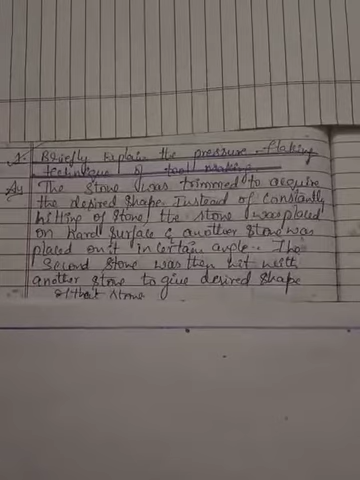 1. Briefly Explain the pressure flaking
technique of tool making
Ans The stone was trimmed to acquire
the desired shape. Instead of constantly
hitting of stone the stone was placed
on hard surface & another stone was
placed on it in certain angle. The
second stone was then hit with
another stone to give desired shape
stone